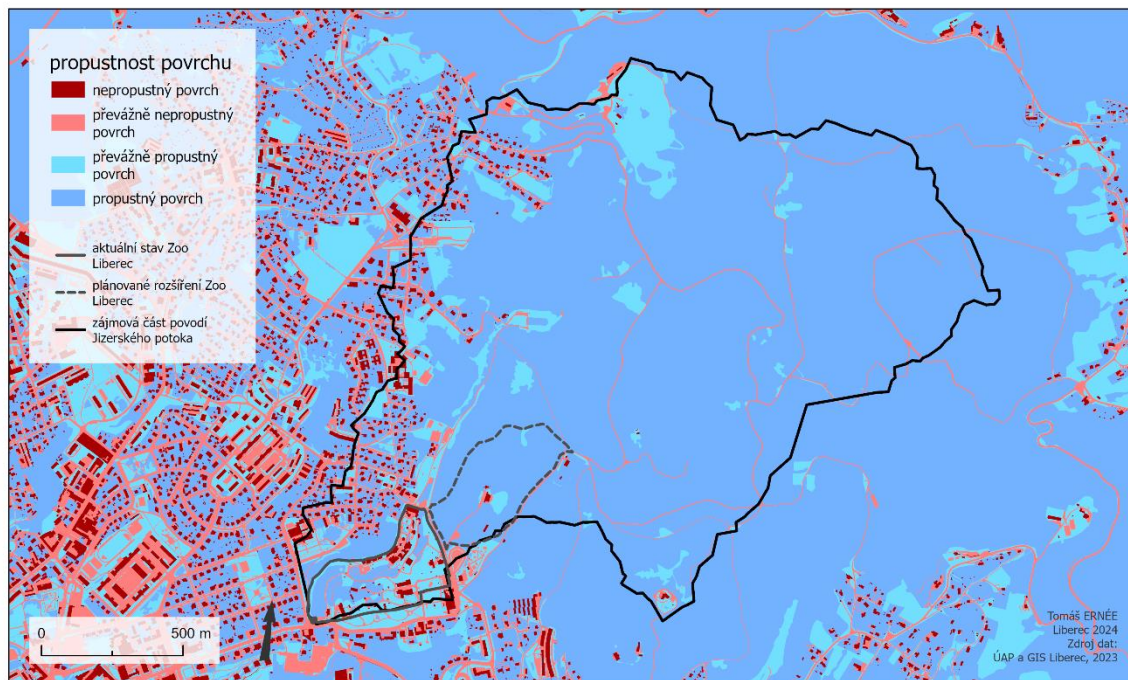 propustnost povrchu
nepropustný povrch
převážně nepropustný
povrch
převážně propustný
povrch
propustný povrch
aktuální stav Zoo
Liberec
plánované rozšíření Zoo
Liberec
zájmová část povodí
Jizerského potoka
0 500 m
Tomáš ERNÉE
Liberec 2024
Zdroj dat:
ÚAP a GIS Liberec, 2023